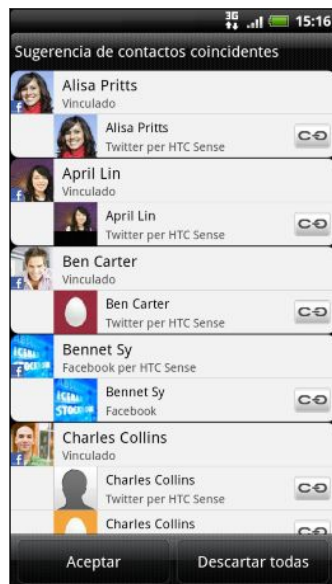 3G 15:16
Sugerencia de contactos coincidentes
Alisa Pritts
Vinculado
Alisa Pritts
Twitter per HTC Sense
April Lin
Vinculado
April Lin
Twitter per HTC Sense
Ben Carter
Vinculado
Ben Carter
Twitter per HTC Sense
Bennet Sy
Facebook per HTC Sense
Bennet Sy
Facebook
Charles Collins
Vinculado
Charles Collins
Twitter per HTC Sense
Charles Collins
Aceptar Descartar todas